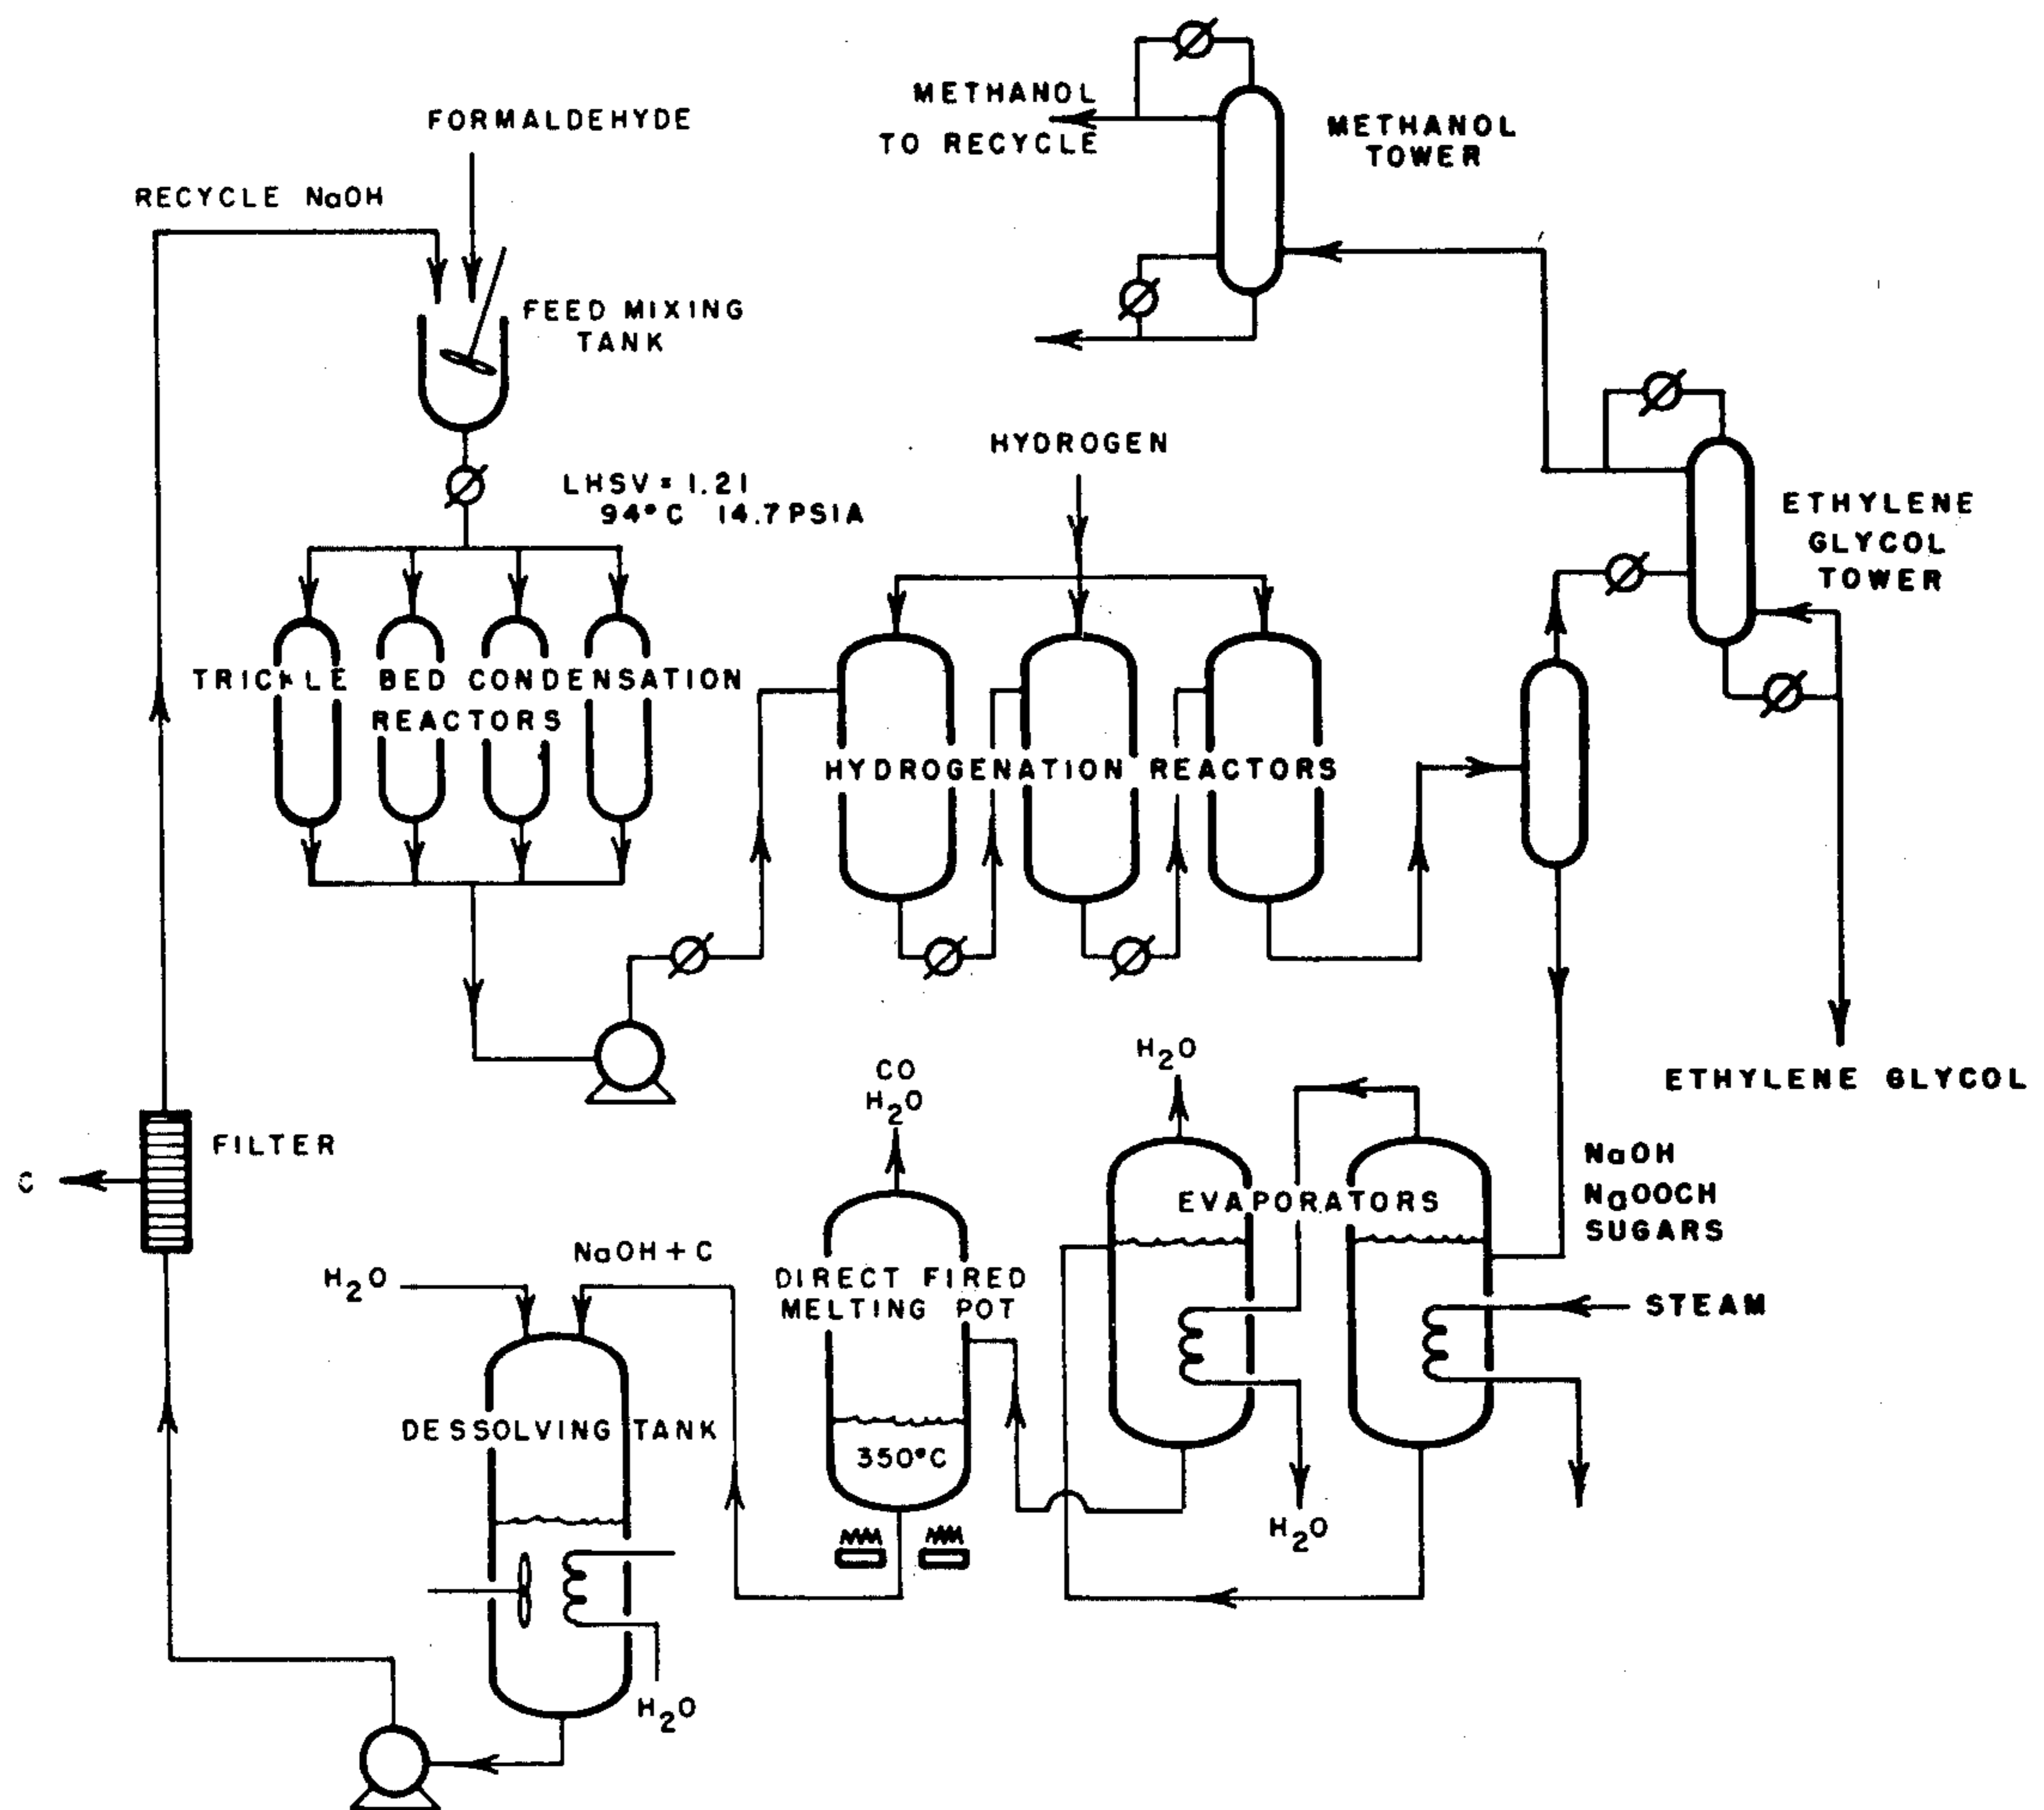 METHANOL
TO RECYCLE
METHANOL
TOWER
FORMALDEHYDE
RECYCLE NaOH
FEED MIXING
TANK
HYDROGEN
LHSV = 1.21
94°C 14.7 PSIA
ETHYLENE
GLYCOL
TOWER
TRICKLE BED CONDENSATION
REACTORS
HYDROGENATION REACTORS
ETHYLENE GLYCOL
H2O
CO
H2O
FILTER
C
EVAPORATORS
NaOH
NaOOCH
SUGARS
NaOH + C
H2O
DIRECT FIRED
MELTING POT
STEAM
DESSOLVING TANK
350°C
H2O
H2O